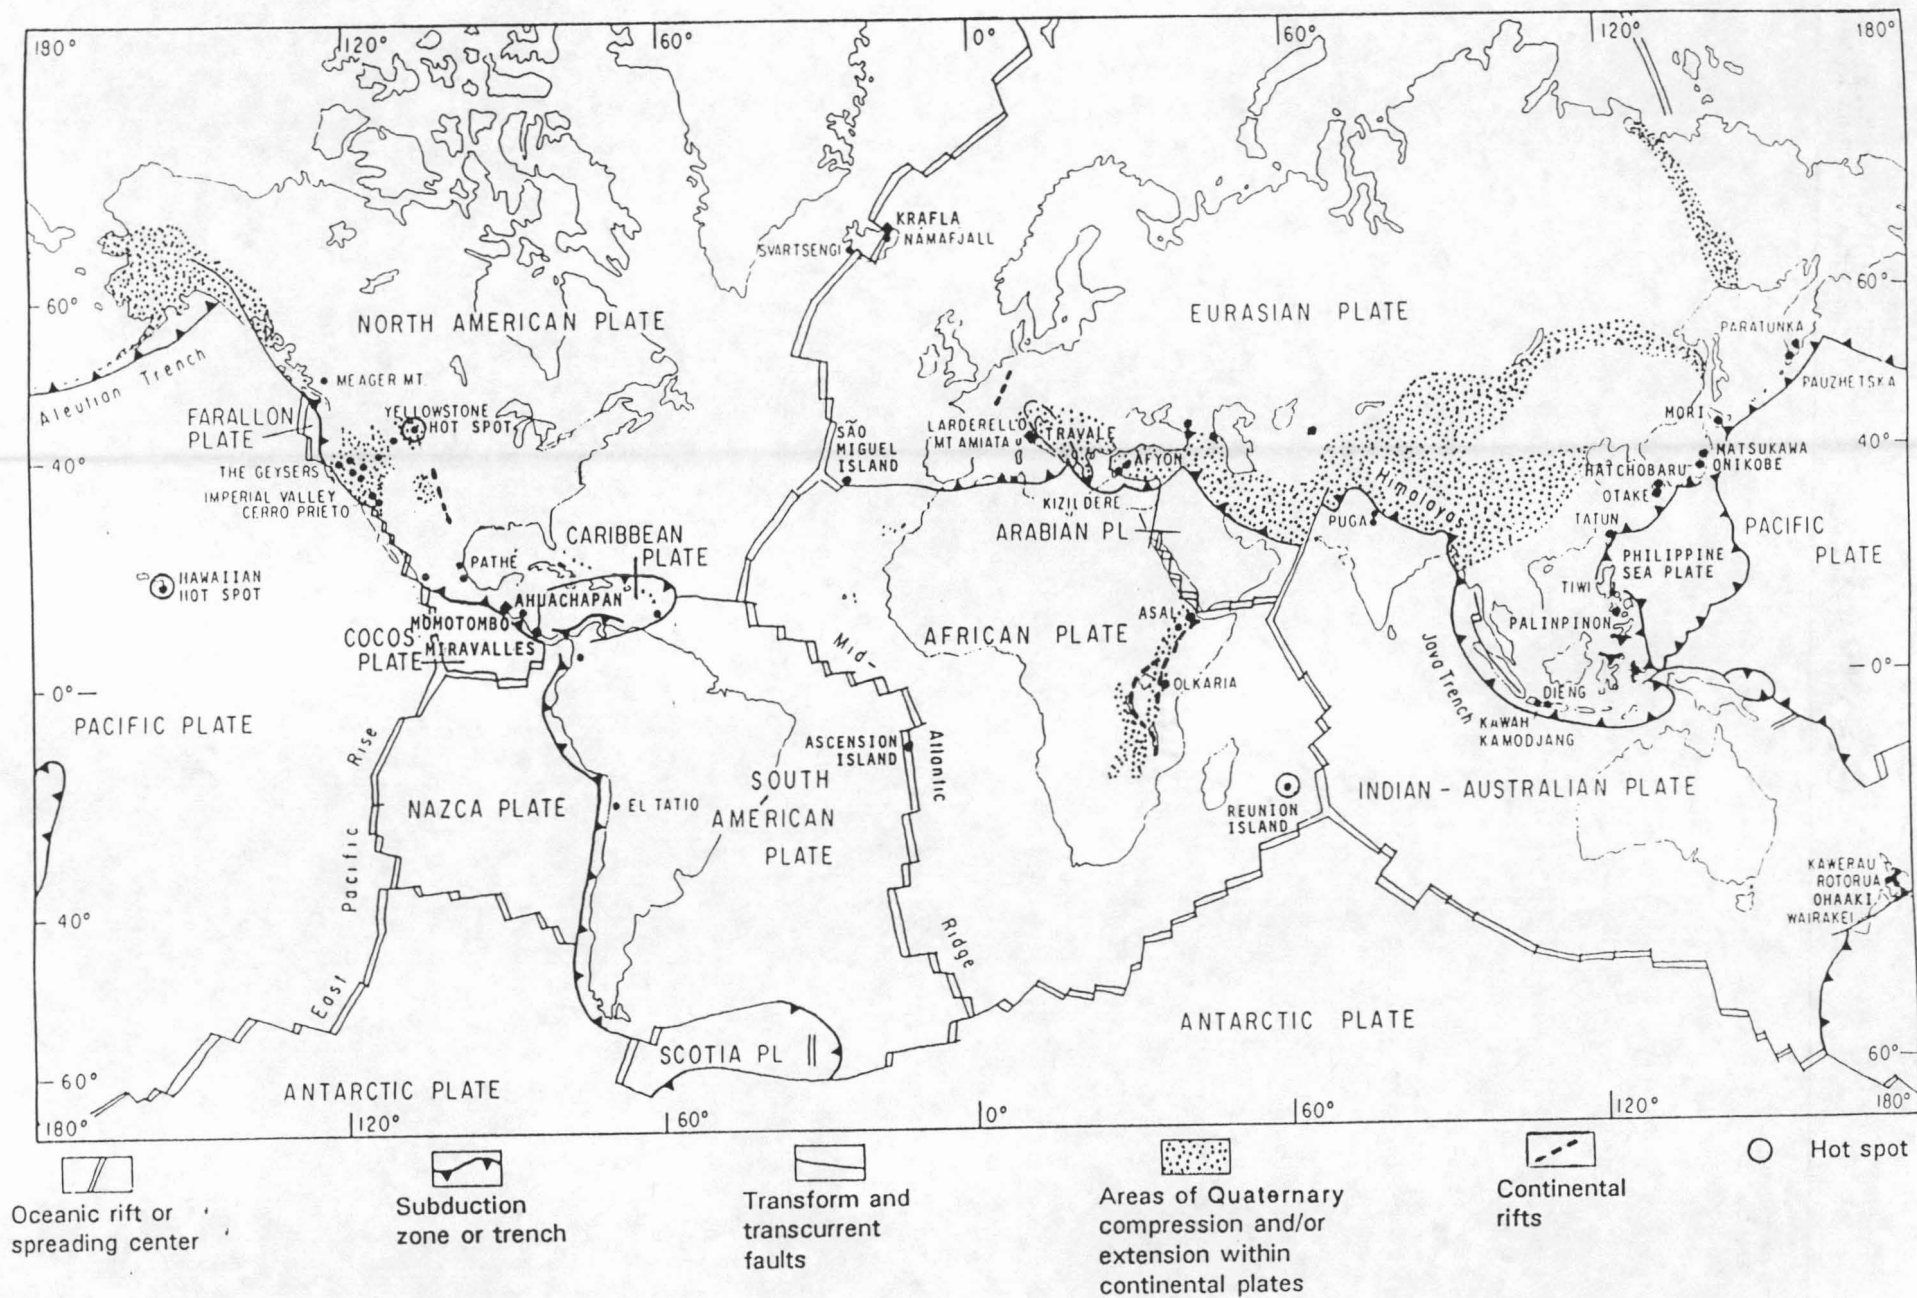 180°
120°
60°
0°
60°
120°
180°
KRAFLA
NÁMAFJALL
SVARTSENGI
60°
60°
NORTH AMERICAN PLATE
EURASIAN PLATE
PARATUNKA
PAUZHETSKA
Aleutian Trench
MEAGER MT.
FARALLON
PLATE
YELLOWSTONE
HOT SPOT
SÃO
MIGUEL
ISLAND
LARDERELLO
MT AMIATA
TRAVALE
AFYON
KIZILDERE
MORI
MATSUKAWA
ONIKOBE
HATCHOBARU
OTAKE
40°
40°
THE GEYSERS
IMPERIAL VALLEY
CERRO PRIETO
ARABIAN PL
Himalayas
PUGA
TATUN
PACIFIC
PLATE
PHILIPPINE
SEA PLATE
HAWAIIAN
HOT SPOT
PATHÉ
CARIBBEAN
PLATE
AHUACHAPAN
MOMOTOMBO
MIRAVALLES
COCOS
PLATE
Mid-
Atlantic
Ridge
AFRICAN PLATE
ASAL
OLKARIA
TIWI
PALINPINON
Java Trench
DIENG
KAWAH
KAMODJANG
0°
0°
PACIFIC PLATE
East
Pacific
Rise
NAZCA PLATE
EL TATIO
SOUTH
AMERICAN
PLATE
ASCENSION
ISLAND
REUNION
ISLAND
INDIAN-AUSTRALIAN PLATE
KAWERAU
ROTORUA
OHAAKI
WAIRAKEI
40°
ANTARCTIC PLATE
SCOTIA PL
60°
60°
ANTARCTIC PLATE
180°
120°
60°
0°
60°
120°
180°
Oceanic rift or
spreading center
Subduction
zone or trench
Transform and
transcurrent
faults
Areas of Quaternary
compression and/or
extension within
continental plates
Continental
rifts
Hot spot